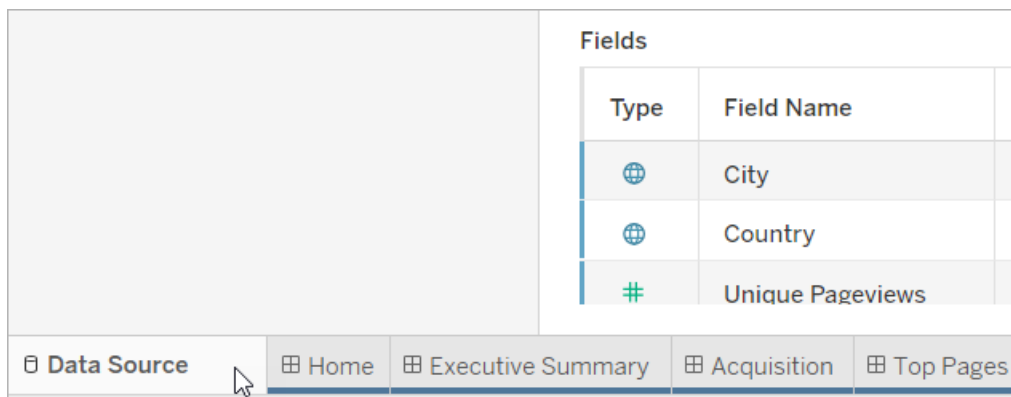 Fields
Type Field Name
City
Country
Unique Pageviews
Data Source Home Executive Summary Acquisition Top Pages